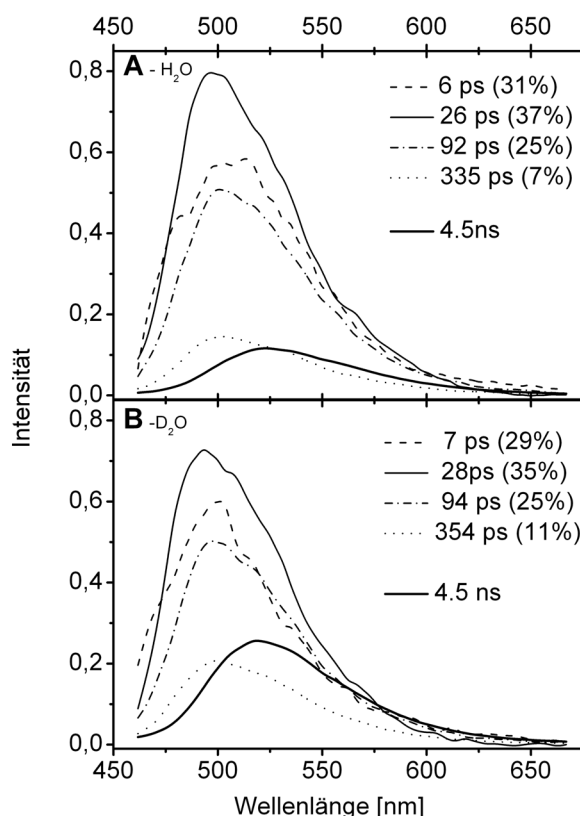 450 500 550 600 650
A - H₂O
0,8
0,6
0,4
0,2
0,0
6 ps (31%)
26 ps (37%)
92 ps (25%)
335 ps (7%)
4.5ns
Intensität
B -D₂O
0,8
0,6
0,4
0,2
0,0
7 ps (29%)
28ps (35%)
94 ps (25%)
354 ps (11%)
4.5 ns
450 500 550 600 650
Wellenlänge [nm]